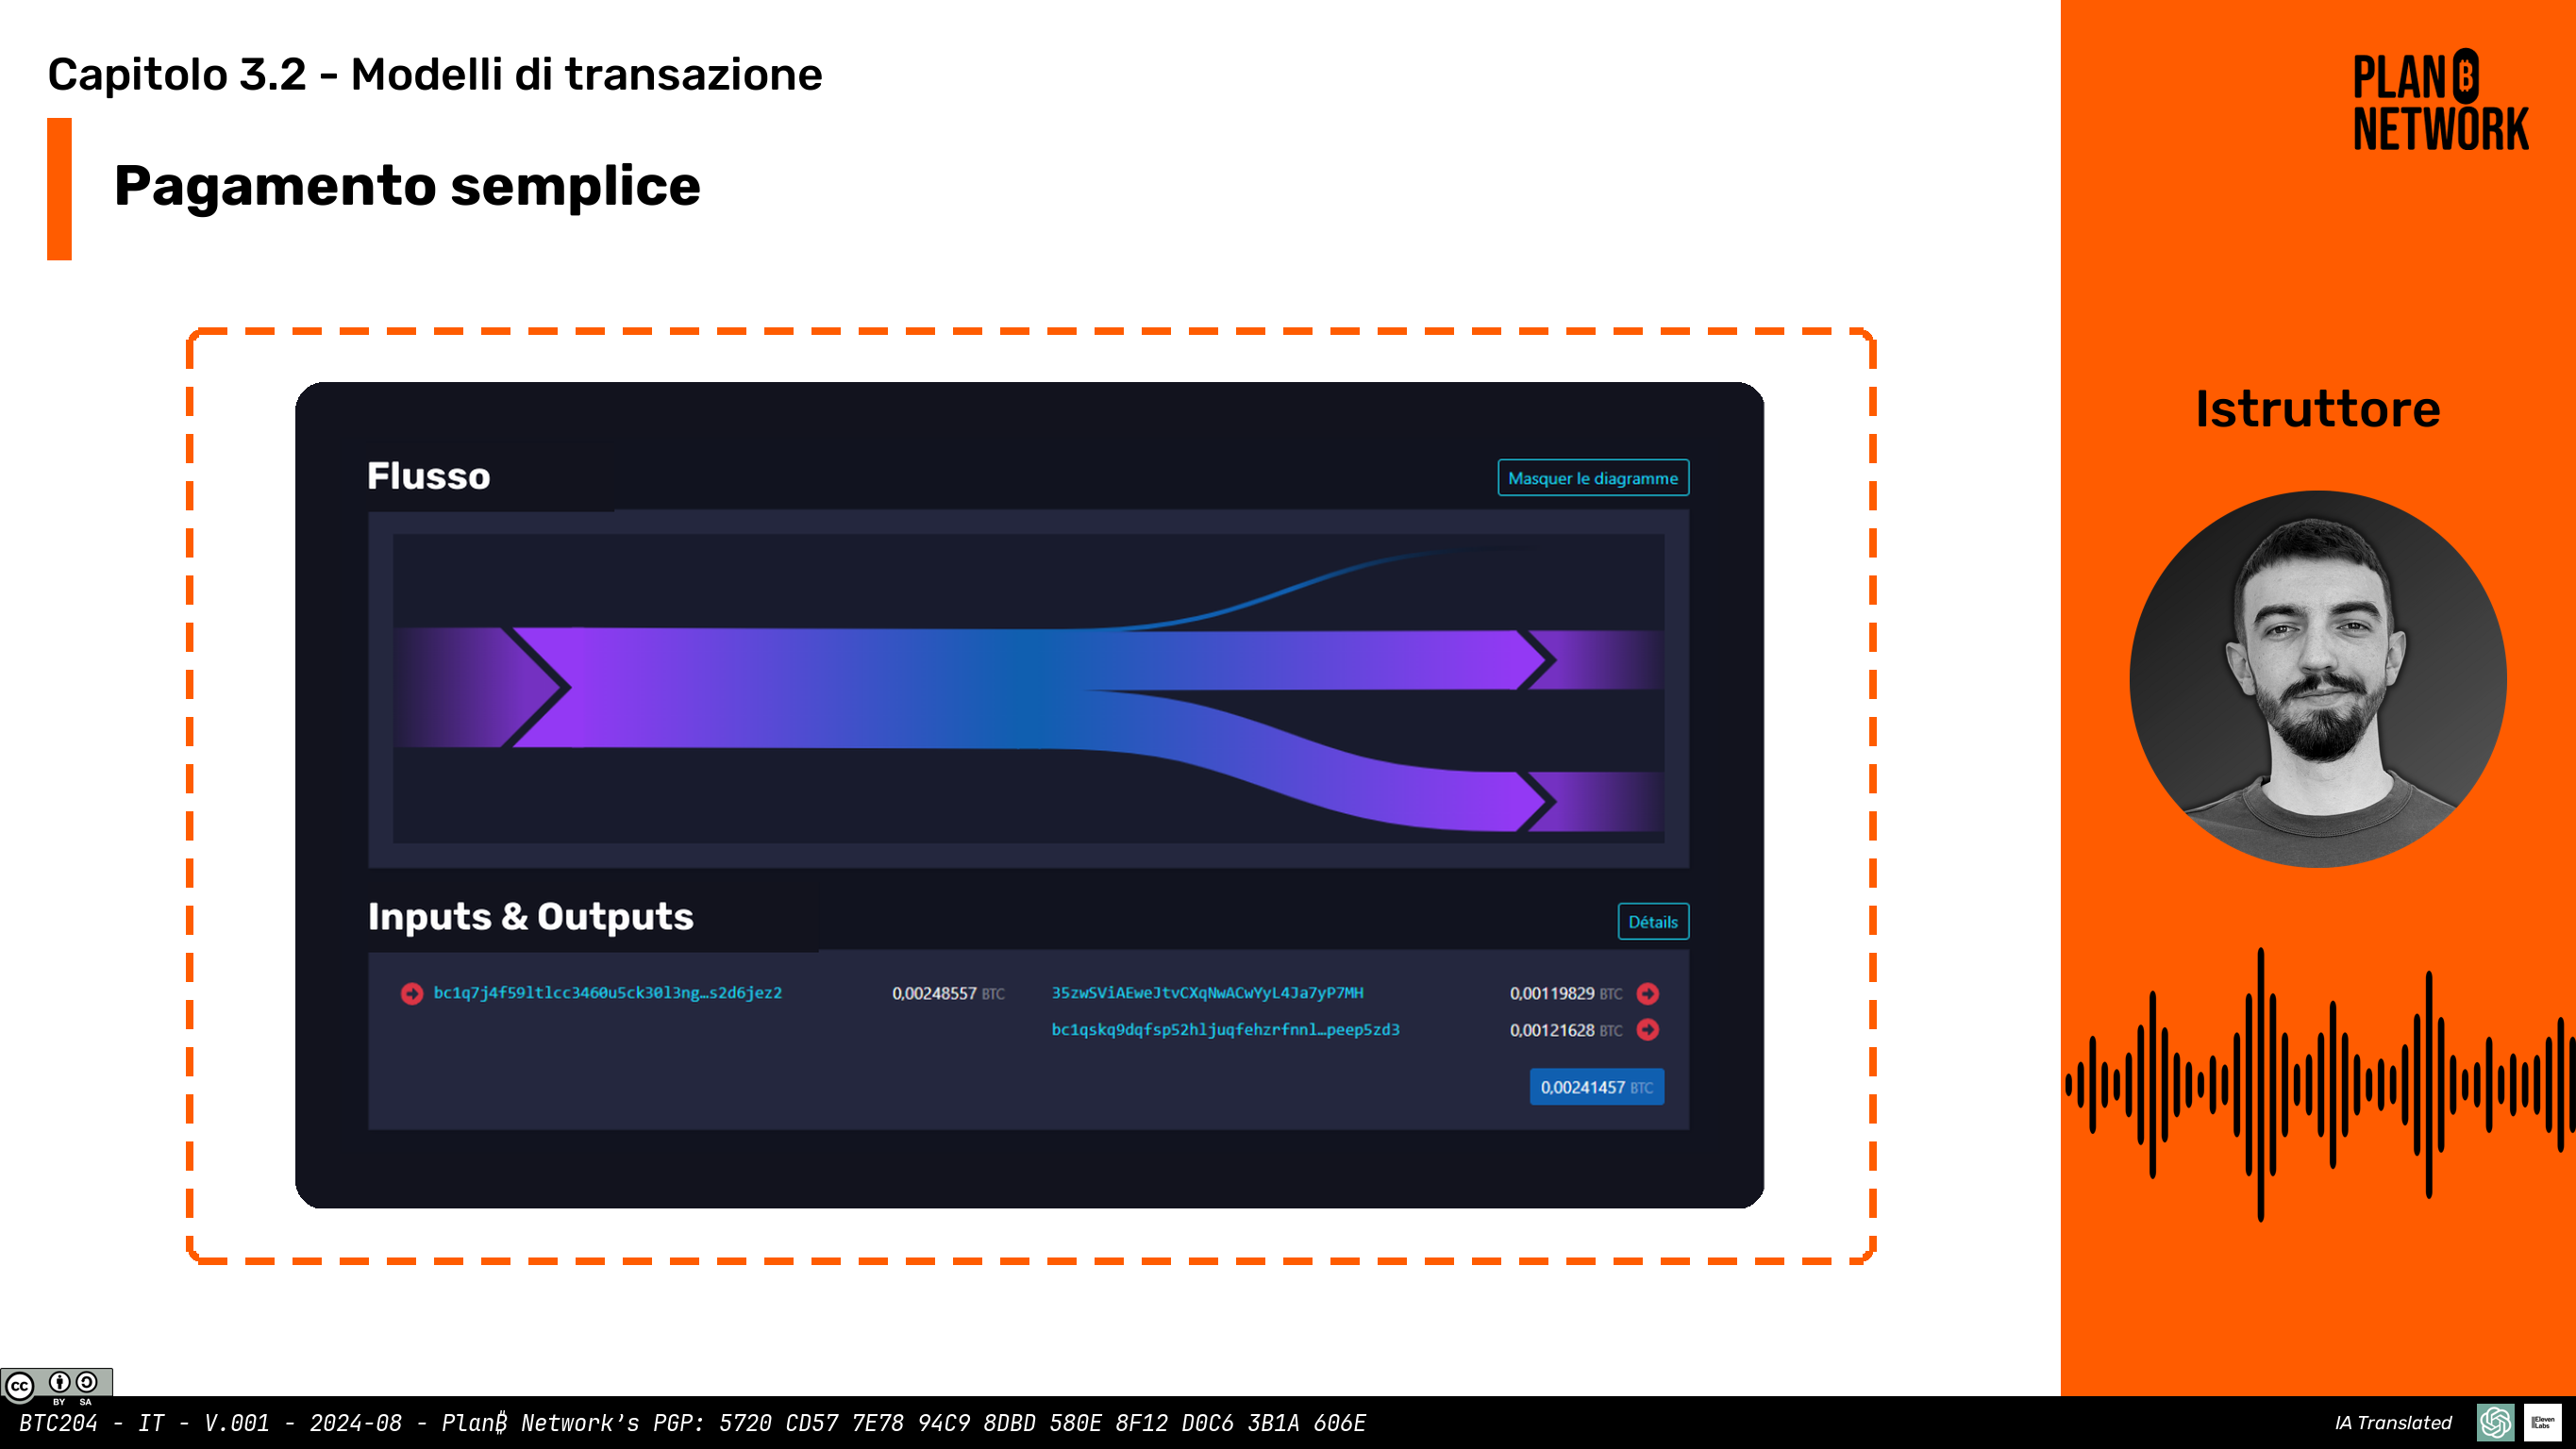 Capitolo 3.2 - Modelli di transazione
Pagamento semplice
PLAN B
NETWORK
Istruttore
Flusso
Masquer le diagramme
Inputs & Outputs
Détails
bc1q7j4f59ltlcc3460u5ck30l3ng…s2d6jez2 0,00248557 BTC 35zwSViAEweJtvCXqNwACwYyL4Ja7yP7MH 0,00119829 BTC
bc1qskq9dqfsp52hljuqfehzrfnnl…peep5zd3 0,00121628 BTC
0,00241457 BTC
cc BY SA
BTC204 - IT - V.001 - 2024-08 - Plan₿ Network’s PGP: 5720 CD57 7E78 94C9 8DBD 580E 8F12 D0C6 3B1A 606E
IA Translated
IIElevenLabs